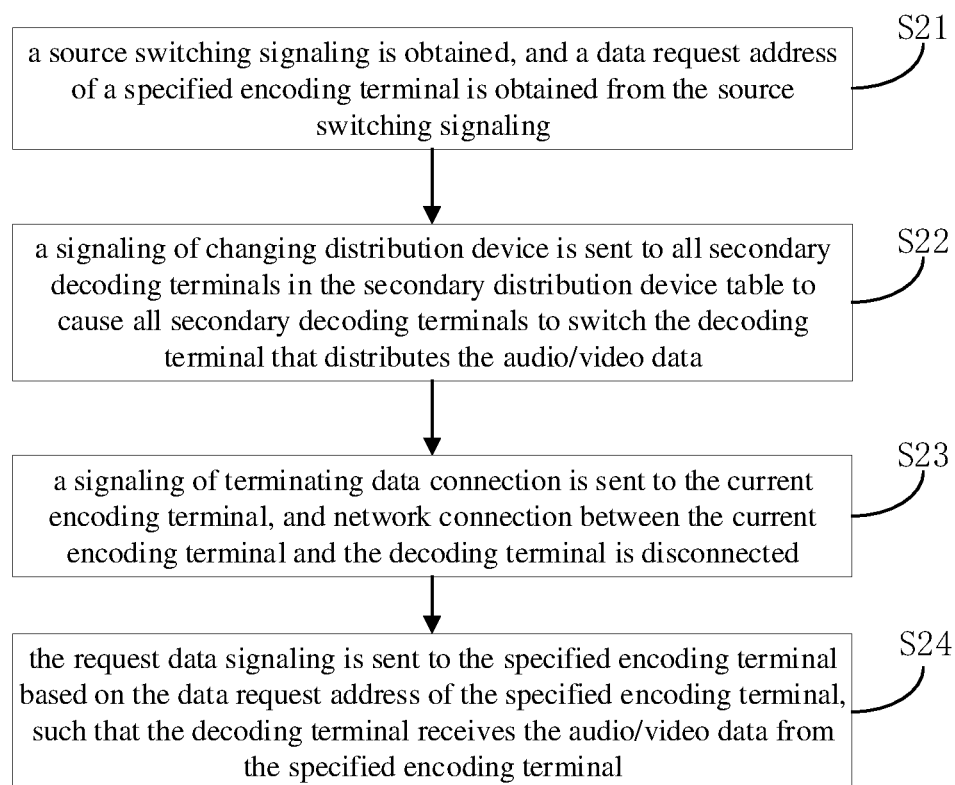 S21
a source switching signaling is obtained, and a data request address
of a specified encoding terminal is obtained from the source
switching signaling
S22
a signaling of changing distribution device is sent to all secondary
decoding terminals in the secondary distribution device table to
cause all secondary decoding terminals to switch the decoding
terminal that distributes the audio/video data
S23
a signaling of terminating data connection is sent to the current
encoding terminal, and network connection between the current
encoding terminal and the decoding terminal is disconnected
S24
the request data signaling is sent to the specified encoding terminal
based on the data request address of the specified encoding terminal,
such that the decoding terminal receives the audio/video data from
the specified encoding terminal